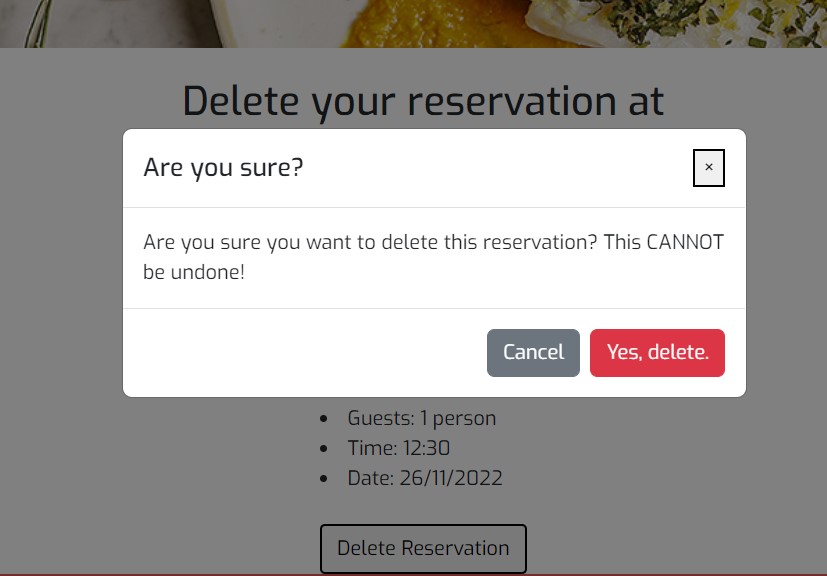 Delete your reservation at
Are you sure?
×
Are you sure you want to delete this reservation? This CANNOT
be undone!
Cancel
Yes, delete.
• Guests: 1 person
• Time: 12:30
• Date: 26/11/2022
Delete Reservation